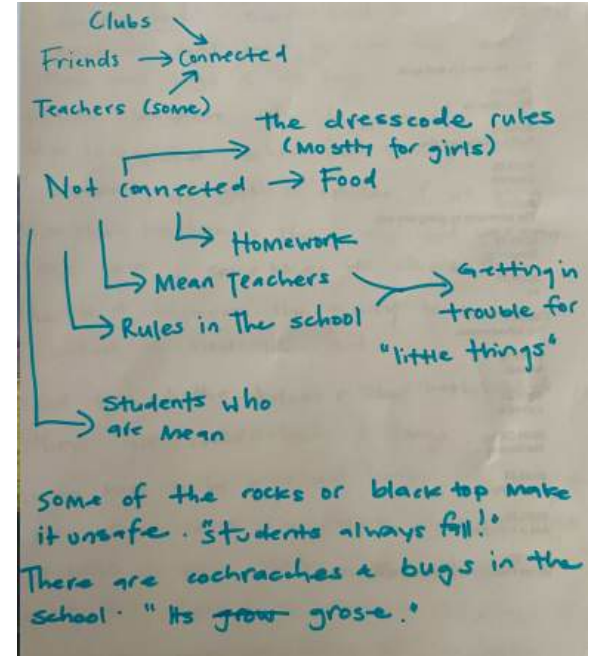 Clubs
Friends → Connected
Teachers (some)
the dresscode rules
(mostly for girls)
Not connected → Food
Homework
Mean Teachers
Getting in
trouble for
"little things"
Rules in The school
Students who
are mean
Some of the rocks or black top make
it unsafe. "Students always fall!"
There are cochracches & bugs in the
school. "Its grow grose."